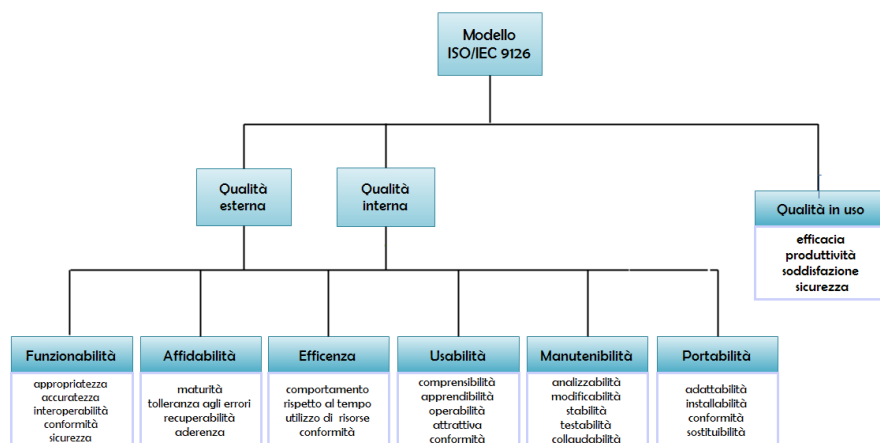 Modello
ISO/IEC 9126
Qualità
esterna
Qualità
interna
Qualità in uso
efficacia
produttività
soddisfazione
sicurezza
Funzionabilità
appropriatezza
accuratezza
interoperabilità
conformità
sicurezza
Affidabilità
maturità
tolleranza agli errori
recuperabilità
aderenza
Efficenza
comportamento
rispetto al tempo
utilizzo di risorse
conformità
Usabilità
comprensibilità
apprendibilità
operabilità
attrattiva
conformità
Manutenibilità
analizzabilità
modificabilità
stabilità
testabilità
collaudabilità
Portabilità
adattabilità
installabilità
conformità
sostituibilità